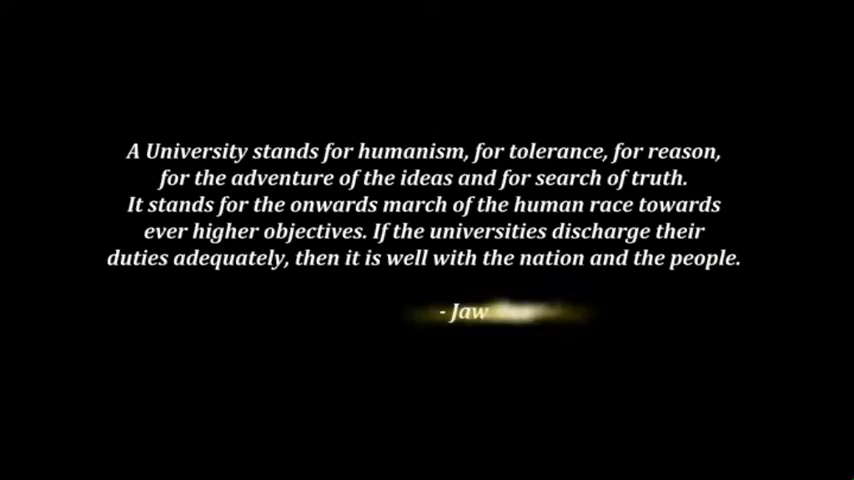 A University stands for humanism, for tolerance, for reason,
for the adventure of the ideas and for search of truth.
It stands for the onwards march of the human race towards
ever higher objectives. If the universities discharge their
duties adequately, then it is well with the nation and the people.
- Jaw